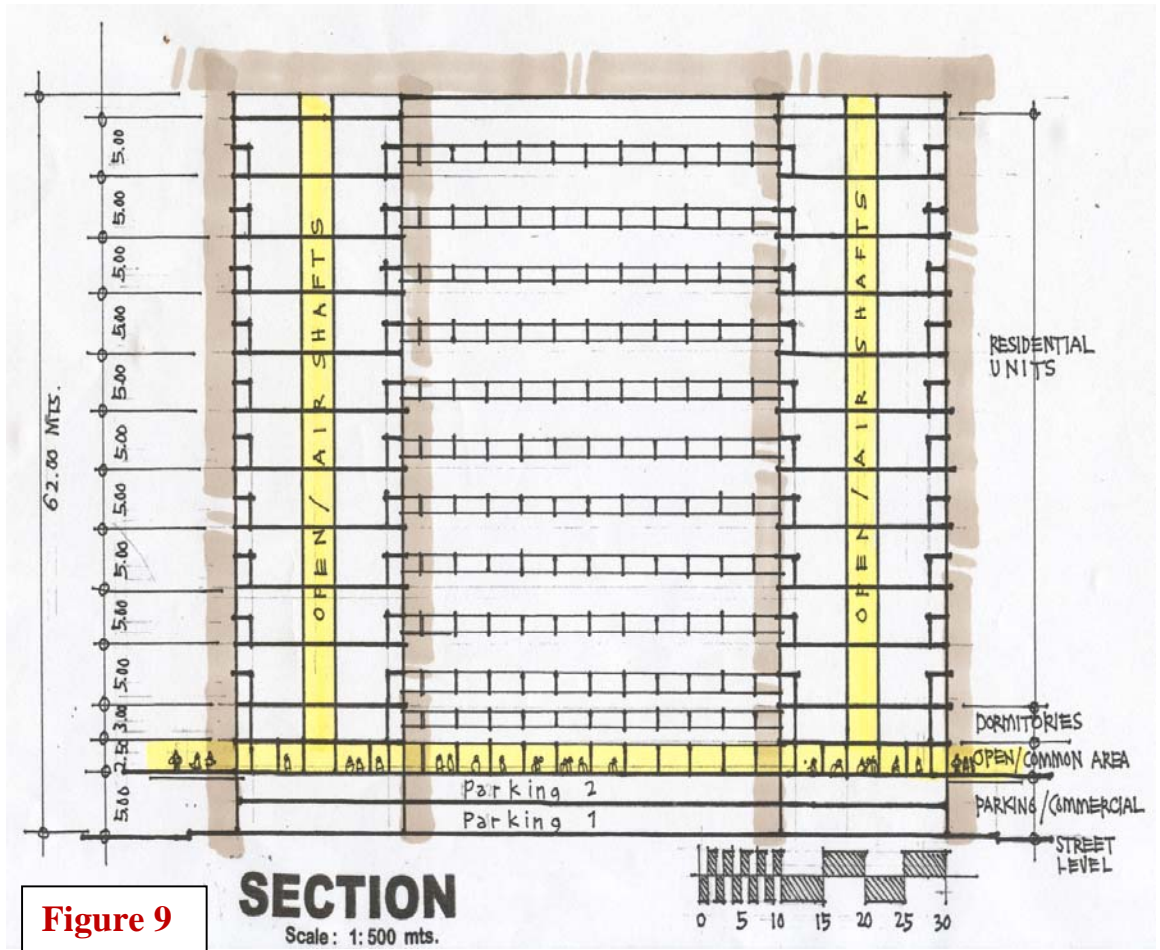 62.00 MTS.
5.00
5.00
5.00
5.00
5.00
5.00
5.00
5.00
5.00
5.00
3.00
2.50
5.00
OPEN / AIR SHAFTS
OPEN / AIR SHAFTS
RESIDENTIAL
UNITS
DORMITORIES
OPEN/COMMON AREA
PARKING/COMMERCIAL
STREET
LEVEL
Parking 2
Parking 1
SECTION
Scale: 1:500 mts.
0 5 10 15 20 25 30
Figure 9